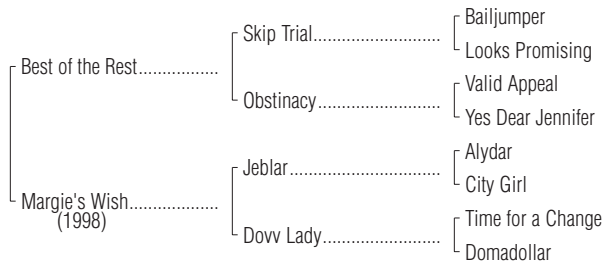 Bailjumper
Skip Trial
Looks Promising
Best of the Rest
Valid Appeal
Obstinacy
Yes Dear Jennifer
Alydar
Jeblar
City Girl
Margie's Wish
(1998)
Time for a Change
Dovv Lady
Domadollar